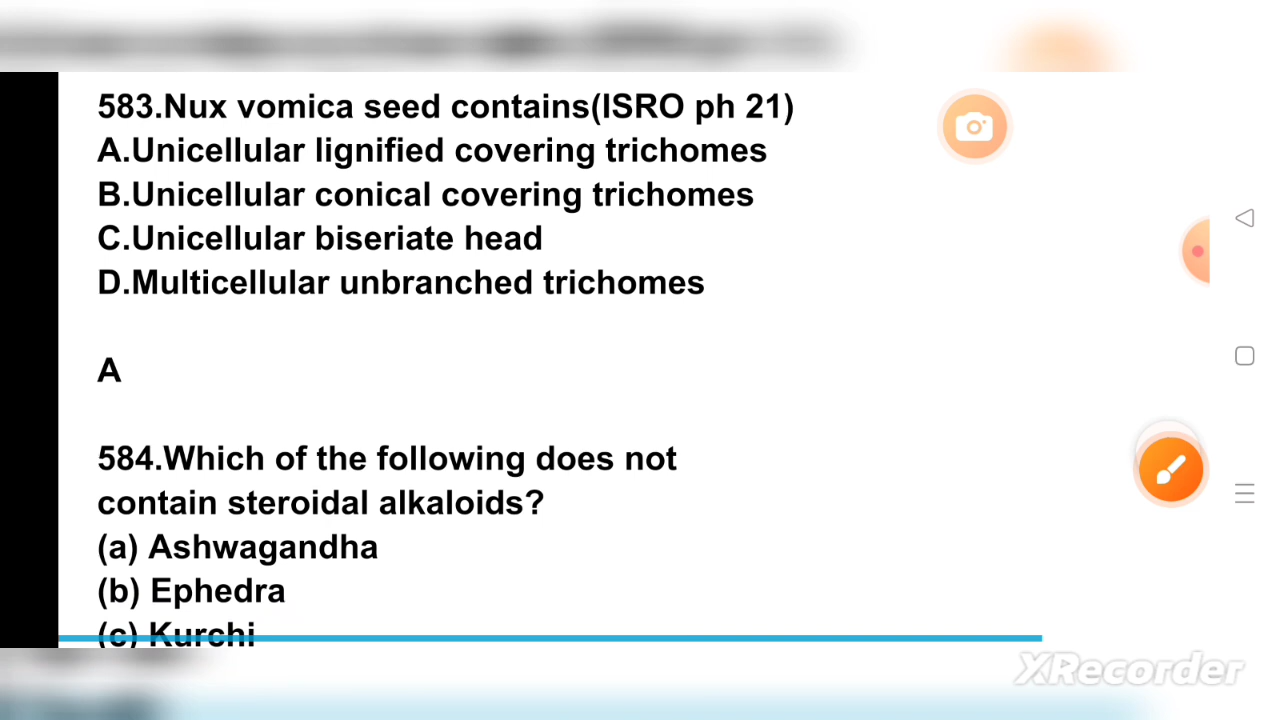 583.Nux vomica seed contains(ISRO ph 21)
A.Unicellular lignified covering trichomes
B.Unicellular conical covering trichomes
C.Unicellular biseriate head
D.Multicellular unbranched trichomes
A
584.Which of the following does not
contain steroidal alkaloids?
(a) Ashwagandha
(b) Ephedra
(c) Kurchi
XRecorder